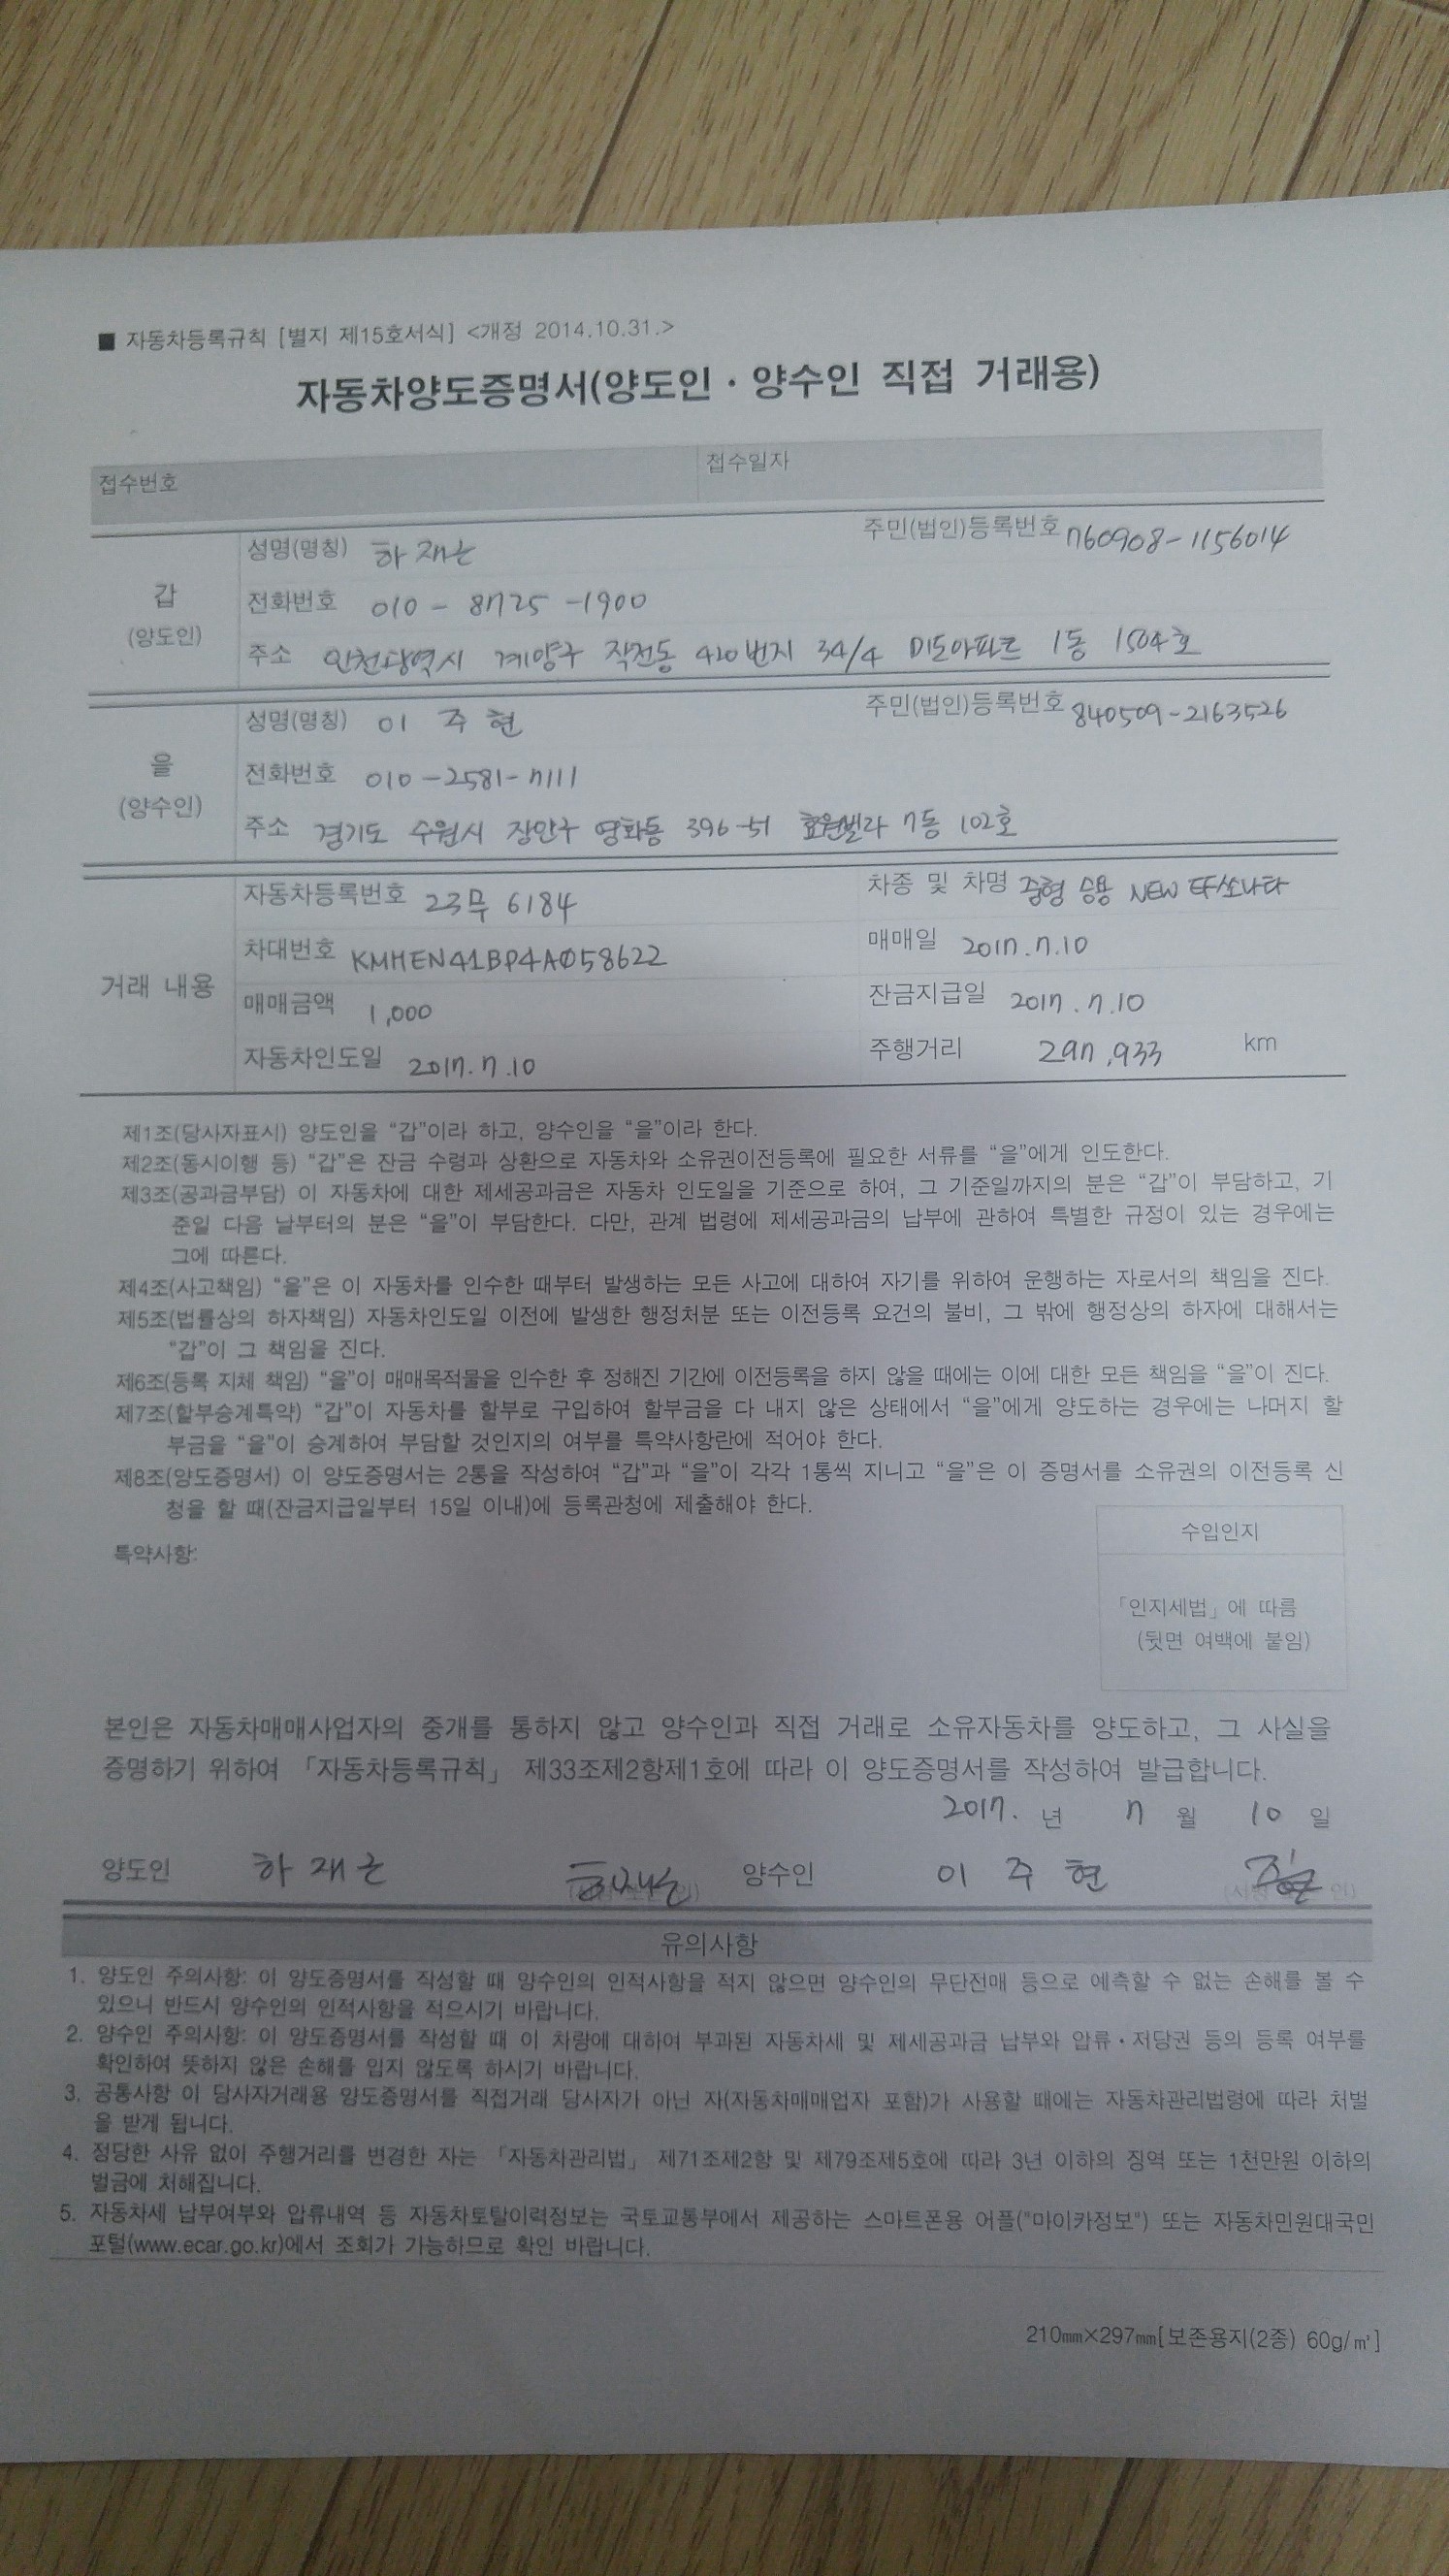 ■ 자동차등록규칙 [별지 제15호서식] <개정 2014.10.31.>
자동차양도증명서(양도인·양수인 직접 거래용)
접수번호 접수일자
갑 (양도인)
성명(명칭) 하재근 주민(법인)등록번호 760908-1156014
전화번호 010-8725-1900
주소 인천광역시 계양구 작전동 420번지 34/4 미도아파트 1동 1504호
을 (양수인)
성명(명칭) 이주현 주민(법인)등록번호 840509-2163526
전화번호 010-2581-7111
주소 경기도 수원시 장안구 영화동 396-51 효원빌라 7동 102호
거래 내용
자동차등록번호 23무 6184 차종 및 차명 중형 승용 NEW EF쏘나타
차대번호 KMHEN41BP4A058622 매매일 2017.7.10
매매금액 1,000 잔금지급일 2017.7.10
자동차인도일 2017.7.10 주행거리 297,933 km
제1조(당사자표시) 양도인을 “갑”이라 하고, 양수인을 “을”이라 한다.
제2조(동시이행 등) “갑”은 잔금 수령과 상환으로 자동차와 소유권이전등록에 필요한 서류를 “을”에게 인도한다.
제3조(공과금부담) 이 자동차에 대한 제세공과금은 자동차 인도일을 기준으로 하여, 그 기준일까지의 분은 “갑”이 부담하고, 기
준일 다음 날부터의 분은 “을”이 부담한다. 다만, 관계 법령에 제세공과금의 납부에 관하여 특별한 규정이 있는 경우에는
그에 따른다.
제4조(사고책임) “을”은 이 자동차를 인수한 때부터 발생하는 모든 사고에 대하여 자기를 위하여 운행하는 자로서의 책임을 진다.
제5조(법률상의 하자책임) 자동차인도일 이전에 발생한 행정처분 또는 이전등록 요건의 불비, 그 밖에 행정상의 하자에 대해서는
“갑”이 그 책임을 진다.
제6조(등록 지체 책임) “을”이 매매목적물을 인수한 후 정해진 기간에 이전등록을 하지 않을 때에는 이에 대한 모든 책임을 “을”이 진다.
제7조(할부승계특약) “갑”이 자동차를 할부로 구입하여 할부금을 다 내지 않은 상태에서 “을”에게 양도하는 경우에는 나머지 할
부금을 “을”이 승계하여 부담할 것인지의 여부를 특약사항란에 적어야 한다.
제8조(양도증명서) 이 양도증명서는 2통을 작성하여 “갑”과 “을”이 각각 1통씩 지니고 “을”은 이 증명서를 소유권의 이전등록 신
청을 할 때(잔금지급일부터 15일 이내)에 등록관청에 제출해야 한다.
특약사항:
수입인지
「인지세법」에 따름
(뒷면 여백에 붙임)
본인은 자동차매매사업자의 중개를 통하지 않고 양수인과 직접 거래로 소유자동차를 양도하고, 그 사실을
증명하기 위하여 「자동차등록규칙」 제33조제2항제1호에 따라 이 양도증명서를 작성하여 발급합니다.
2017. 년 7 월 10 일
양도인 하재근 양수인 이주현
유의사항
1. 양도인 주의사항: 이 양도증명서를 작성할 때 양수인의 인적사항을 적지 않으면 양수인의 무단전매 등으로 예측할 수 없는 손해를 볼 수
있으니 반드시 양수인의 인적사항을 적으시기 바랍니다.
2. 양수인 주의사항: 이 양도증명서를 작성할 때 이 차량에 대하여 부과된 자동차세 및 제세공과금 납부와 압류·저당권 등의 등록 여부를
확인하여 뜻하지 않은 손해를 입지 않도록 하시기 바랍니다.
3. 공통사항 이 당사자거래용 양도증명서를 직접거래 당사자가 아닌 자(자동차매매업자 포함)가 사용할 때에는 자동차관리법령에 따라 처벌
을 받게 됩니다.
4. 정당한 사유 없이 주행거리를 변경한 자는 「자동차관리법」 제71조제2항 및 제79조제5호에 따라 3년 이하의 징역 또는 1천만원 이하의
벌금에 처해집니다.
5. 자동차세 납부여부와 압류내역 등 자동차토탈이력정보는 국토교통부에서 제공하는 스마트폰용 어플("마이카정보") 또는 자동차민원대국민
포털(www.ecar.go.kr)에서 조회가 가능하므로 확인 바랍니다.
210㎜×297㎜[보존용지(2종) 60g/㎡]